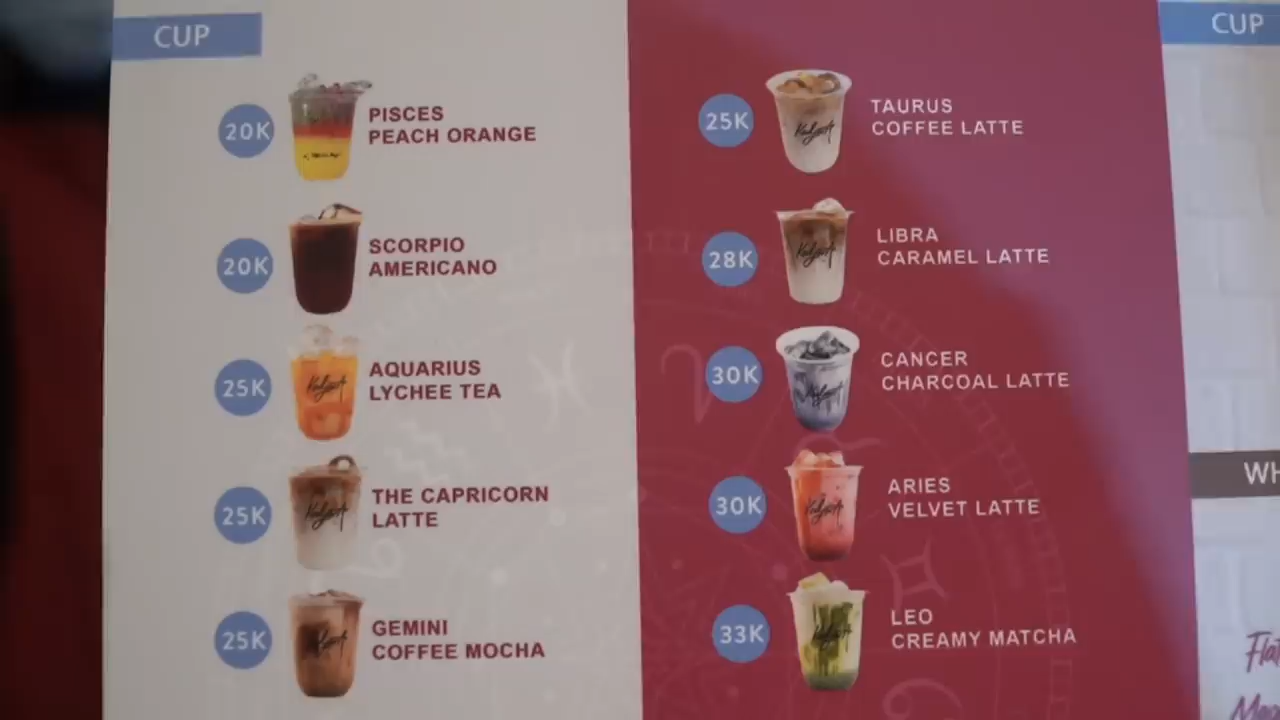 CUP
20K
PISCES
PEACH ORANGE
20K
SCORPIO
AMERICANO
25K
AQUARIUS
LYCHEE TEA
25K
THE CAPRICORN
LATTE
25K
GEMINI
COFFEE MOCHA
25K
TAURUS
COFFEE LATTE
28K
LIBRA
CARAMEL LATTE
30K
CANCER
CHARCOAL LATTE
30K
ARIES
VELVET LATTE
33K
LEO
CREAMY MATCHA
CUP